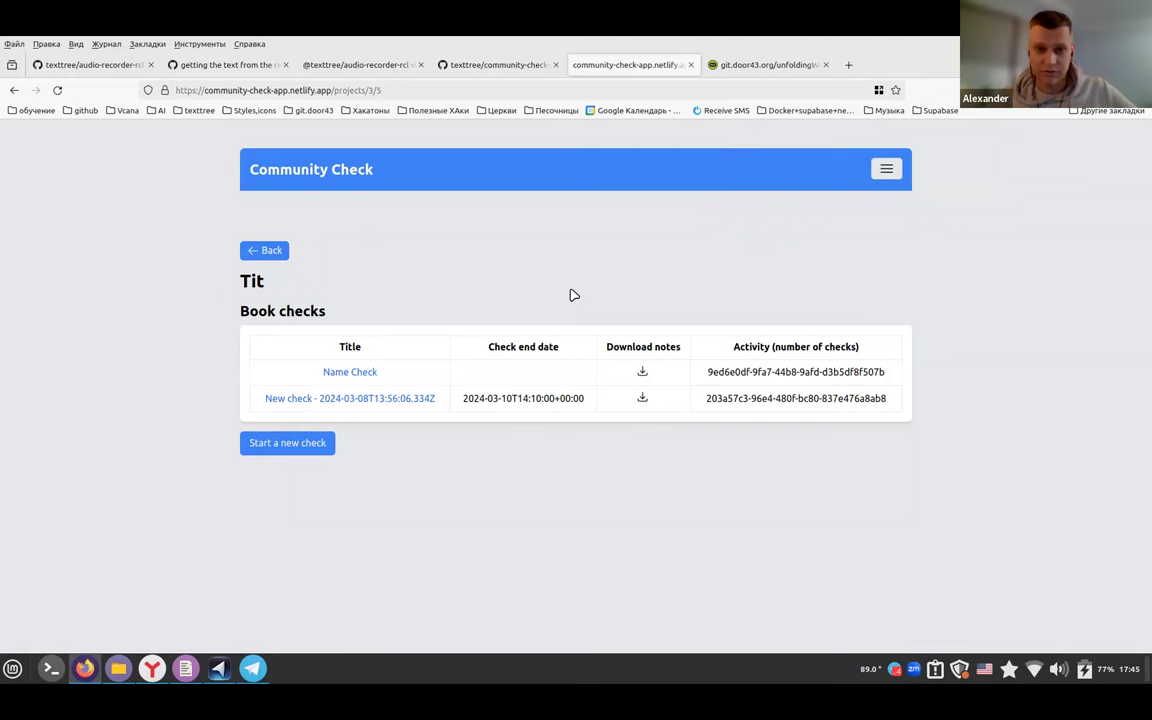 Файл Правка Вид Журнал Закладки Инструменты Справка
texttree/audio-recorder-rcl
getting the text from the re
@texttree/audio-recorder-rcl
texttree/community-check
community-check-app.netlify.a
git.door43.org/unfoldingW
https://community-check-app.netlify.app/projects/3/5
обучение github Vcana AI texttree Styles,icons git.door43 Хакатоны Полезные ХАки Церкви Песочницы Google Календарь - ... Receive SMS Docker+supabase+ne... Музыка Supabase Другие закладки
Alexander
Community Check
Back
Tit
Book checks
Title Check end date Download notes Activity (number of checks)
Name Check 9ed6e0df-9fa7-44b8-9afd-d3b5df8f507b
New check - 2024-03-08T13:56:06.334Z 2024-03-10T14:10:00+00:00 203a57c3-96e4-480f-bc80-837e476a8ab8
Start a new check
89.0° zm 77% 17:45